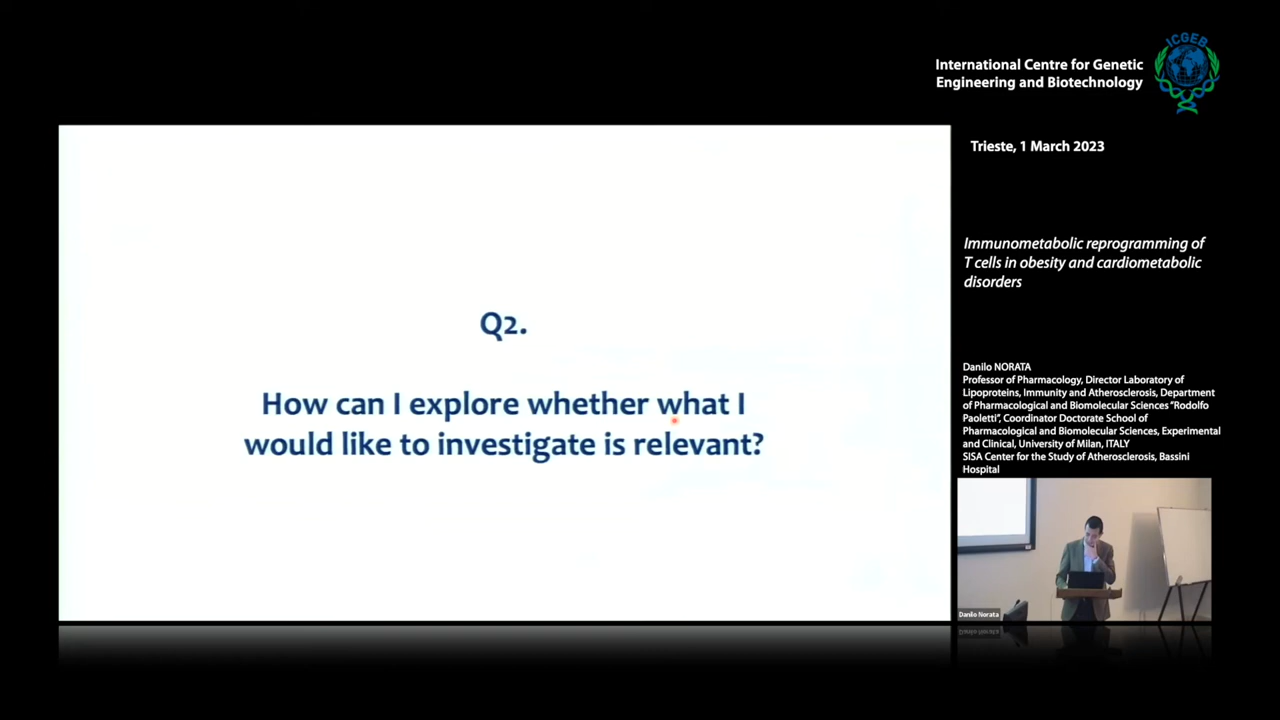 ICGEB
International Centre for Genetic
Engineering and Biotechnology
Trieste, 1 March 2023
Q2.
How can I explore whether what I
would like to investigate is relevant?
Immunometabolic reprogramming of
T cells in obesity and cardiometabolic
disorders
Danilo NORATA
Professor of Pharmacology, Director Laboratory of
Lipoproteins, Immunity and Atherosclerosis, Department
of Pharmacological and Biomolecular Sciences "Rodolfo
Paoletti", Coordinator Doctorate School of
Pharmacological and Biomolecular Sciences, Experimental
and Clinical, University of Milan, ITALY
SISA Center for the Study of Atherosclerosis, Bassini
Hospital
Danilo Norata